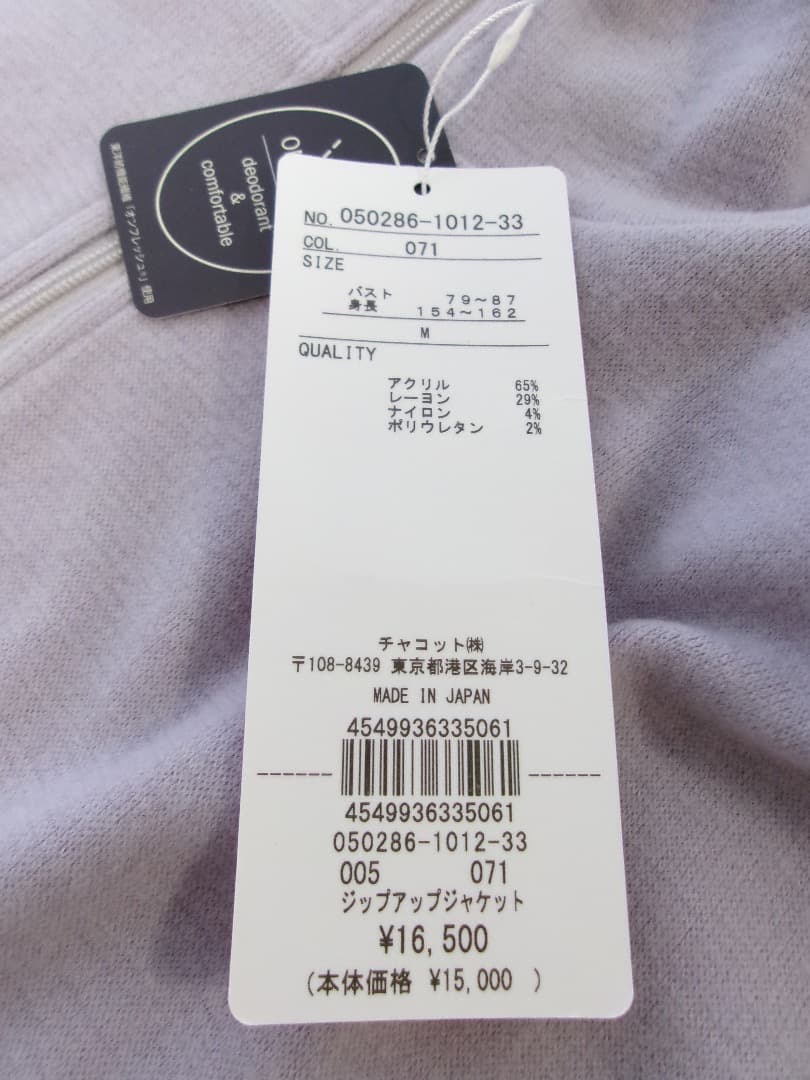 deodorant
&
comfortable
NO. 050286-1012-33
COL. 071
SIZE
バスト 79～87
身長 154～162
M
QUALITY
アクリル 65%
レーヨン 29%
ナイロン 4%
ポリウレタン 2%
チャコット㈱
〒108-8439 東京都港区海岸3-9-32
MADE IN JAPAN
4549936335061
4549936335061
050286-1012-33
005 071
ジップアップジャケット
¥16,500
(本体価格 ¥15,000 )